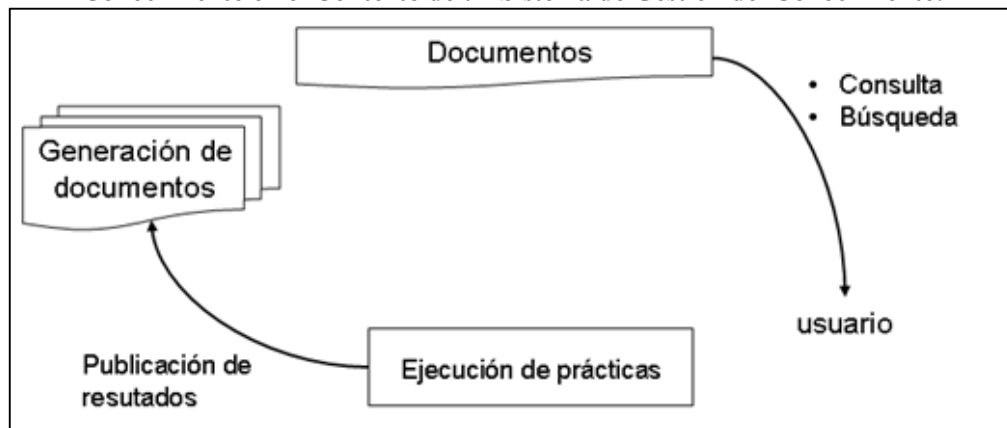 Documentos
• Consulta
• Búsqueda
Generación de
documentos
usuario
Publicación de
resutados
Ejecución de prácticas